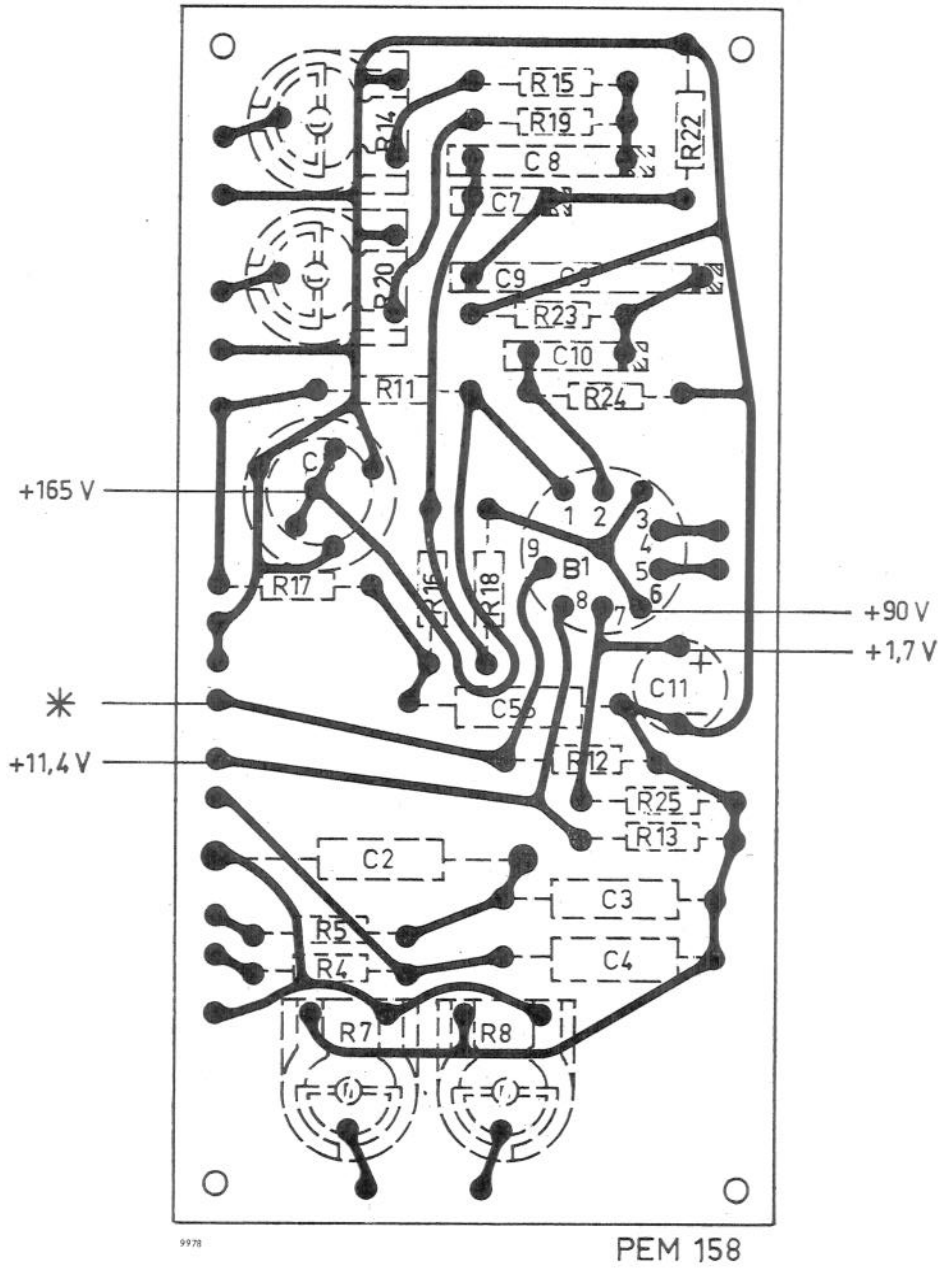 R15
R14
R19
R22
C8
C7
R20
C9
R23
C10
R11
R24
C
+165 V
1
2
3
4
9
B1
5
R17
R16
R18
8
7
6
+90 V
+1,7 V
+
C11
*
C5
R12
+11,4 V
R25
R13
C2
C3
R5
R4
C4
R7
R8
9978
PEM 158